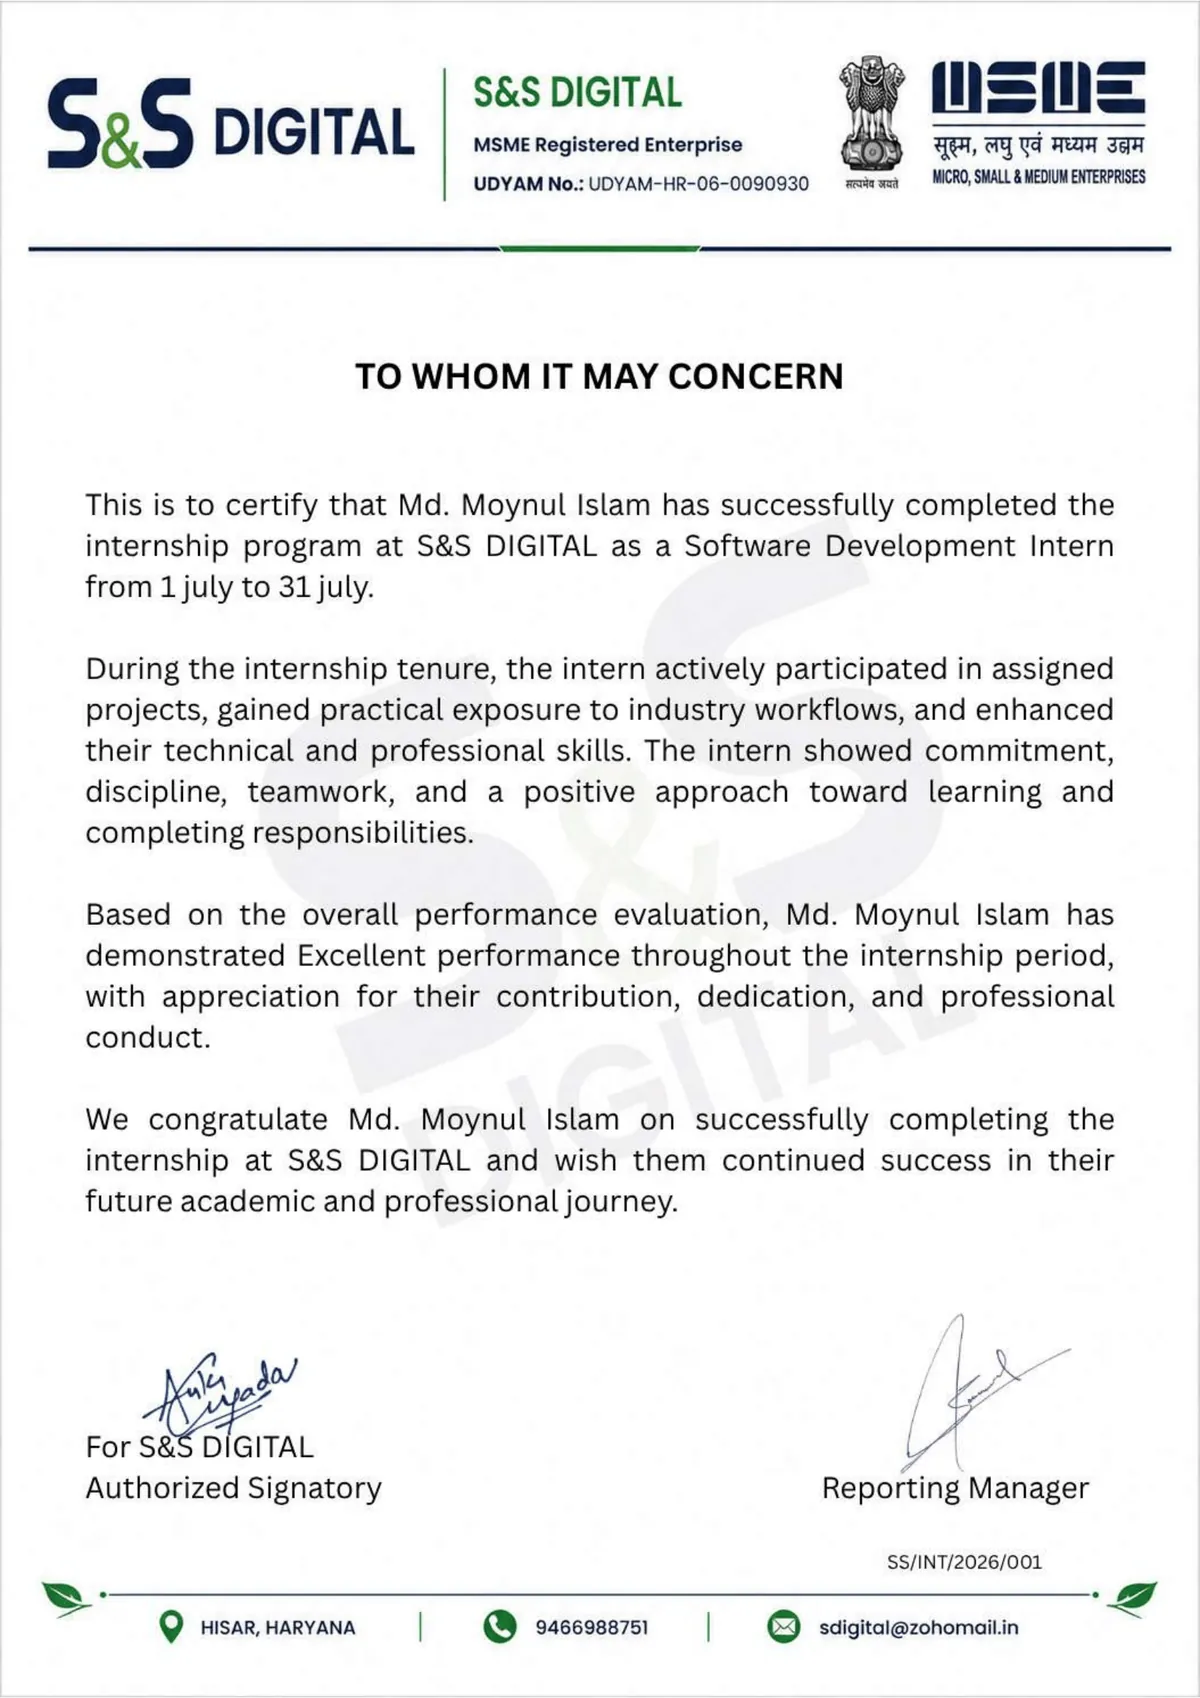 S&S DIGITAL
S&S DIGITAL
MSME Registered Enterprise
UDYAM No.: UDYAM-HR-06-0090930
सत्यमेव जयते
MSME
सूक्ष्म, लघु एवं मध्यम उद्यम
MICRO, SMALL & MEDIUM ENTERPRISES
TO WHOM IT MAY CONCERN
This is to certify that Md. Moynul Islam has successfully completed the
internship program at S&S DIGITAL as a Software Development Intern
from 1 july to 31 july.
During the internship tenure, the intern actively participated in assigned
projects, gained practical exposure to industry workflows, and enhanced
their technical and professional skills. The intern showed commitment,
discipline, teamwork, and a positive approach toward learning and
completing responsibilities.
Based on the overall performance evaluation, Md. Moynul Islam has
demonstrated Excellent performance throughout the internship period,
with appreciation for their contribution, dedication, and professional
conduct.
We congratulate Md. Moynul Islam on successfully completing the
internship at S&S DIGITAL and wish them continued success in their
future academic and professional journey.
S&S DIGITAL
For S&S DIGITAL
Authorized Signatory
Reporting Manager
SS/INT/2026/001
HISAR, HARYANA
9466988751
sdigital@zohomail.in